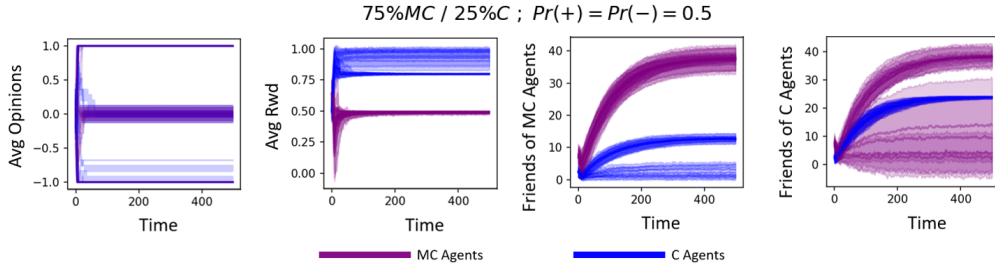 75%MC / 25%C ; Pr(+) = Pr(−) = 0.5
Avg Opinions
1.0
0.5
0.0
−0.5
−1.0
0
200
400
Time
Avg Rwd
1.00
0.75
0.50
0.25
0.00
0
200
400
Time
Friends of MC Agents
40
30
20
10
0
0
200
400
Time
Friends of C Agents
40
30
20
10
0
0
200
400
Time
MC Agents
C Agents